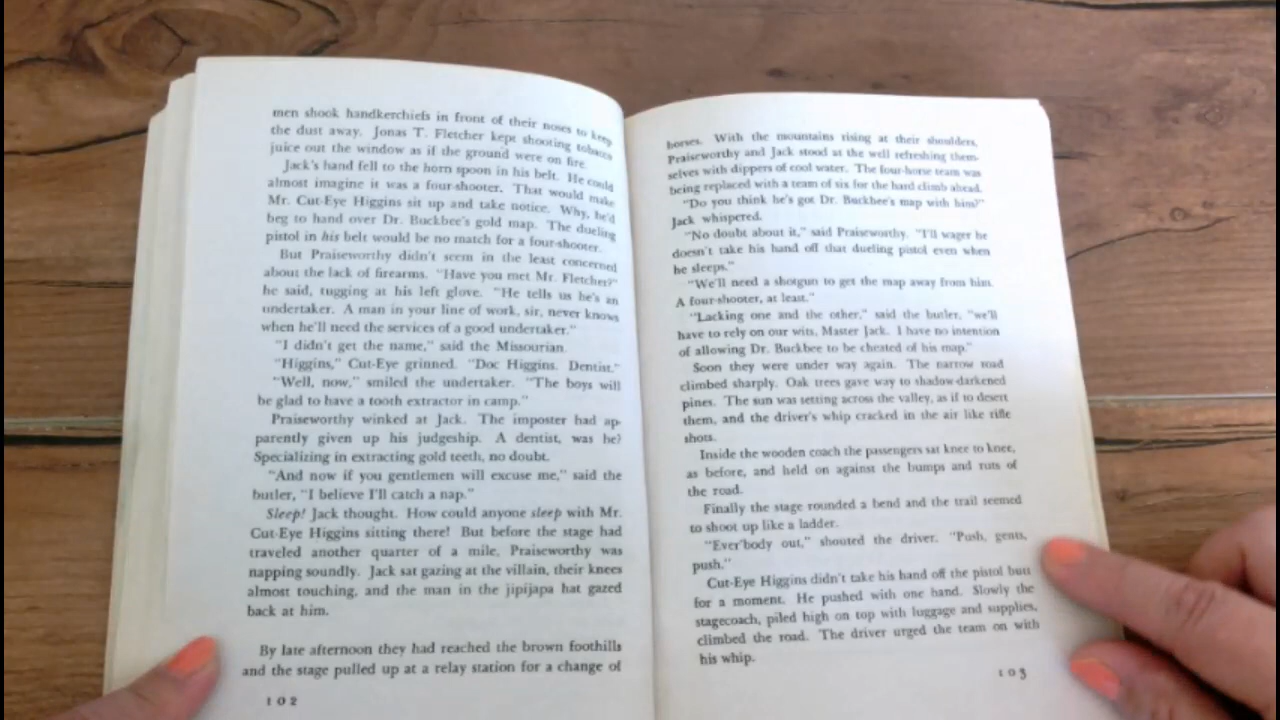 men shook handkerchiefs in front of their noses to keep
the dust away. Jonas T. Fletcher kept shooting tobacco
juice out the window as if the ground were on fire.
Jack's hand fell to the horn spoon in his belt. He could
almost imagine it was a four-shooter. That would make
Mr. Cut-Eye Higgins sit up and take notice. Why, he'd
beg to hand over Dr. Buckbee's gold map. The dueling
pistol in his belt would be no match for a four-shooter.
But Praiseworthy didn't seem in the least concerned
about the lack of firearms. "Have you met Mr. Fletcher?"
he said, tugging at his left glove. "He tells us he's an
undertaker. A man in your line of work, sir, never knows
when he'll need the services of a good undertaker."
"I didn't get the name," said the Missourian.
"Higgins," Cut-Eye grinned. "Doc Higgins. Dentist."
"Well, now," smiled the undertaker. "The boys will
be glad to have a tooth extractor in camp."
Praiseworthy winked at Jack. The imposter had ap-
parently given up his judgeship. A dentist, was he?
Specializing in extracting gold teeth, no doubt.
"And now if you gentlemen will excuse me," said the
butler, "I believe I'll catch a nap."
Sleep! Jack thought. How could anyone sleep with Mr.
Cut-Eye Higgins sitting there! But before the stage had
traveled another quarter of a mile, Praiseworthy was
napping soundly. Jack sat gazing at the villain, their knees
almost touching, and the man in the jipijapa hat gazed
back at him.
By late afternoon they had reached the brown foothills
and the stage pulled up at a relay station for a change of
102
horses. With the mountains rising at their shoulders,
Praiseworthy and Jack stood at the well refreshing them-
selves with dippers of cool water. The four-horse team was
being replaced with a team of six for the hard climb ahead.
"Do you think he's got Dr. Buckbee's map with him?"
Jack whispered.
"No doubt about it," said Praiseworthy. "I'll wager he
doesn't take his hand off that dueling pistol even when
he sleeps."
"We'll need a shotgun to get the map away from him.
A four-shooter, at least."
"Lacking one and the other," said the butler, "we'll
have to rely on our wits, Master Jack. I have no intention
of allowing Dr. Buckbee to be cheated of his map."
Soon they were under way again. The narrow road
climbed sharply. Oak trees gave way to shadow-darkened
pines. The sun was setting across the valley, as if to desert
them, and the driver's whip cracked in the air like rifle
shots.
Inside the wooden coach the passengers sat knee to knee,
as before, and held on against the bumps and ruts of
the road.
Finally the stage rounded a bend and the trail seemed
to shoot up like a ladder.
"Ever'body out," shouted the driver. "Push, gents,
push."
Cut-Eye Higgins didn't take his hand off the pistol butt
for a moment. He pushed with one hand. Slowly the
stagecoach, piled high on top with luggage and supplies,
climbed the road. The driver urged the team on with
his whip.
103